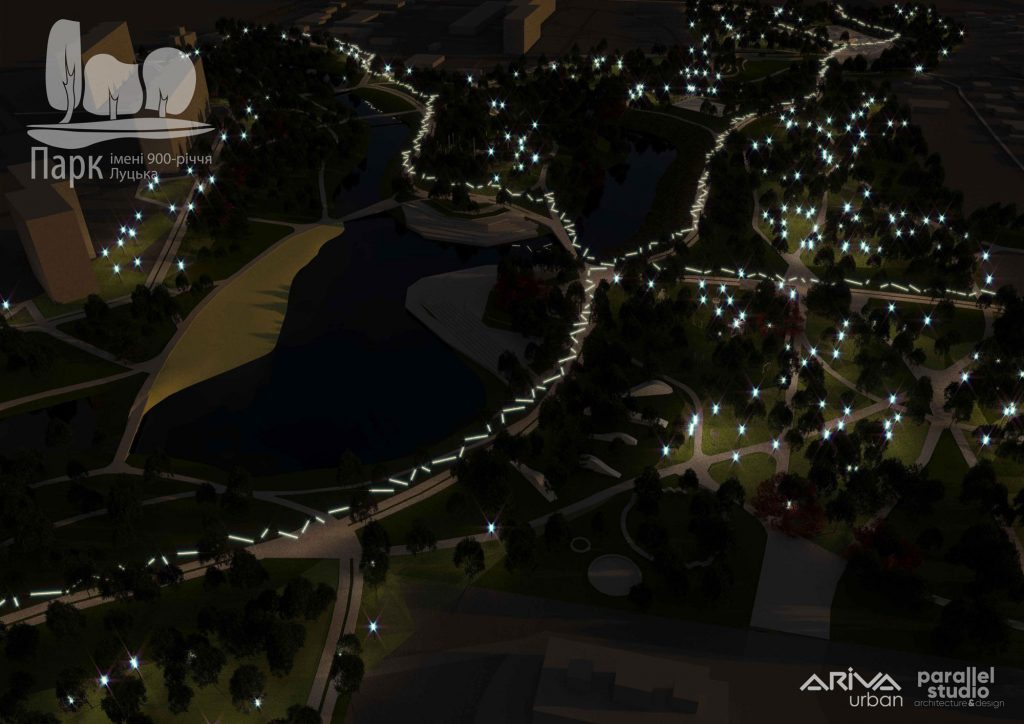 Парк
імені 900-річчя
Луцька
ARIVA
urban
parallel
studio
architecture&design